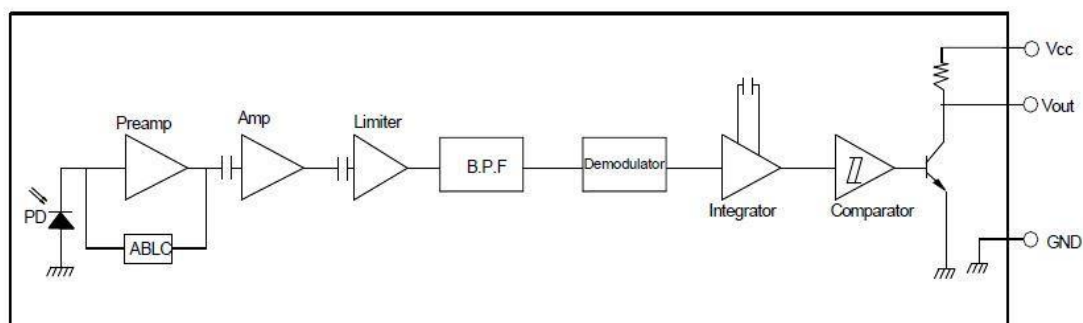 Vcc
Vout
Preamp
Amp
Limiter
B.P.F
Demodulator
Integrator
Comparator
PD
ABLC
GND